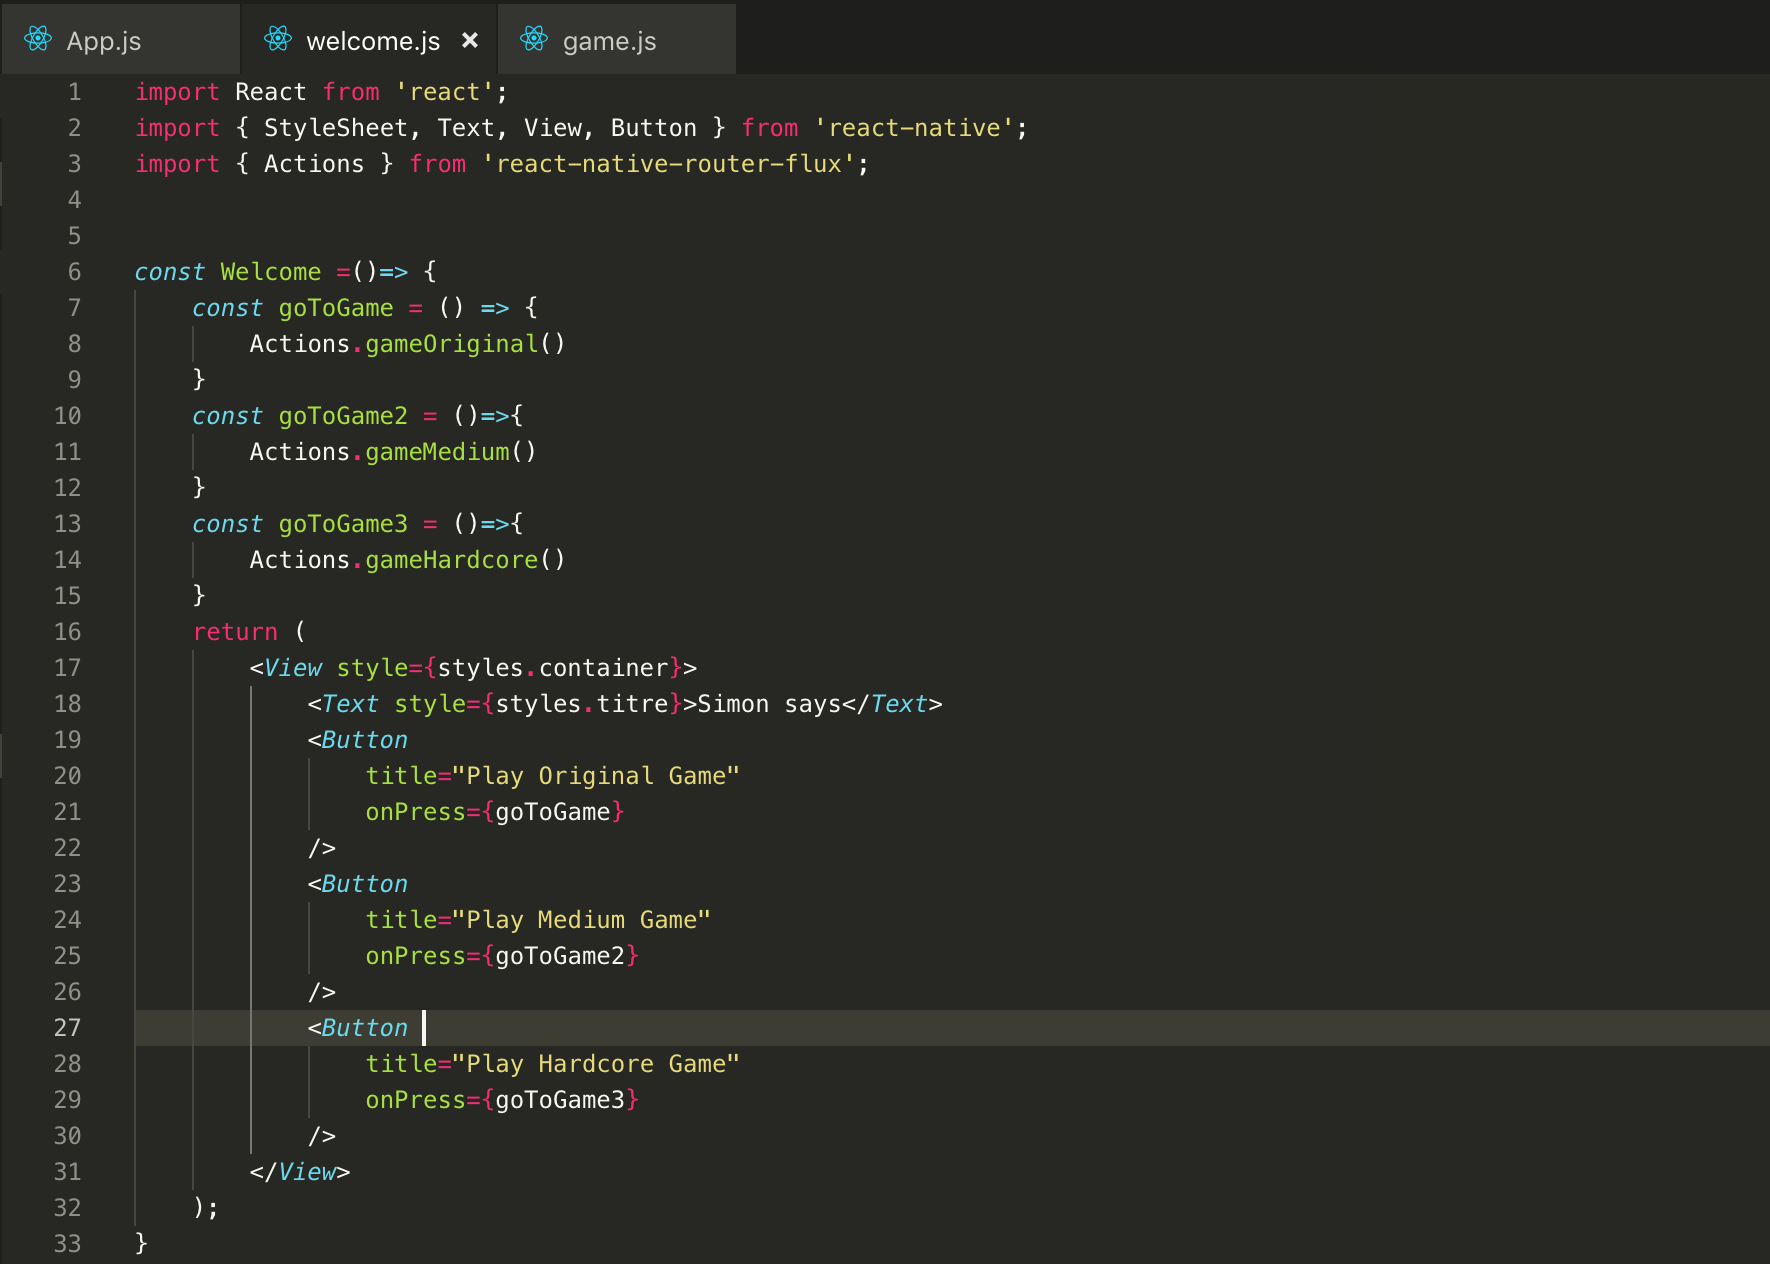 App.js welcome.js × game.js
1 import React from 'react';
2 import { StyleSheet, Text, View, Button } from 'react-native';
3 import { Actions } from 'react-native-router-flux';
4
5
6 const Welcome =()=> {
7     const goToGame = () => {
8         Actions.gameOriginal()
9     }
10     const goToGame2 = ()=>{
11         Actions.gameMedium()
12     }
13     const goToGame3 = ()=>{
14         Actions.gameHardcore()
15     }
16     return (
17         <View style={styles.container}>
18             <Text style={styles.titre}>Simon says</Text>
19             <Button
20                 title="Play Original Game"
21                 onPress={goToGame}
22             />
23             <Button
24                 title="Play Medium Game"
25                 onPress={goToGame2}
26             />
27             <Button
28                 title="Play Hardcore Game"
29                 onPress={goToGame3}
30             />
31         </View>
32     );
33 }